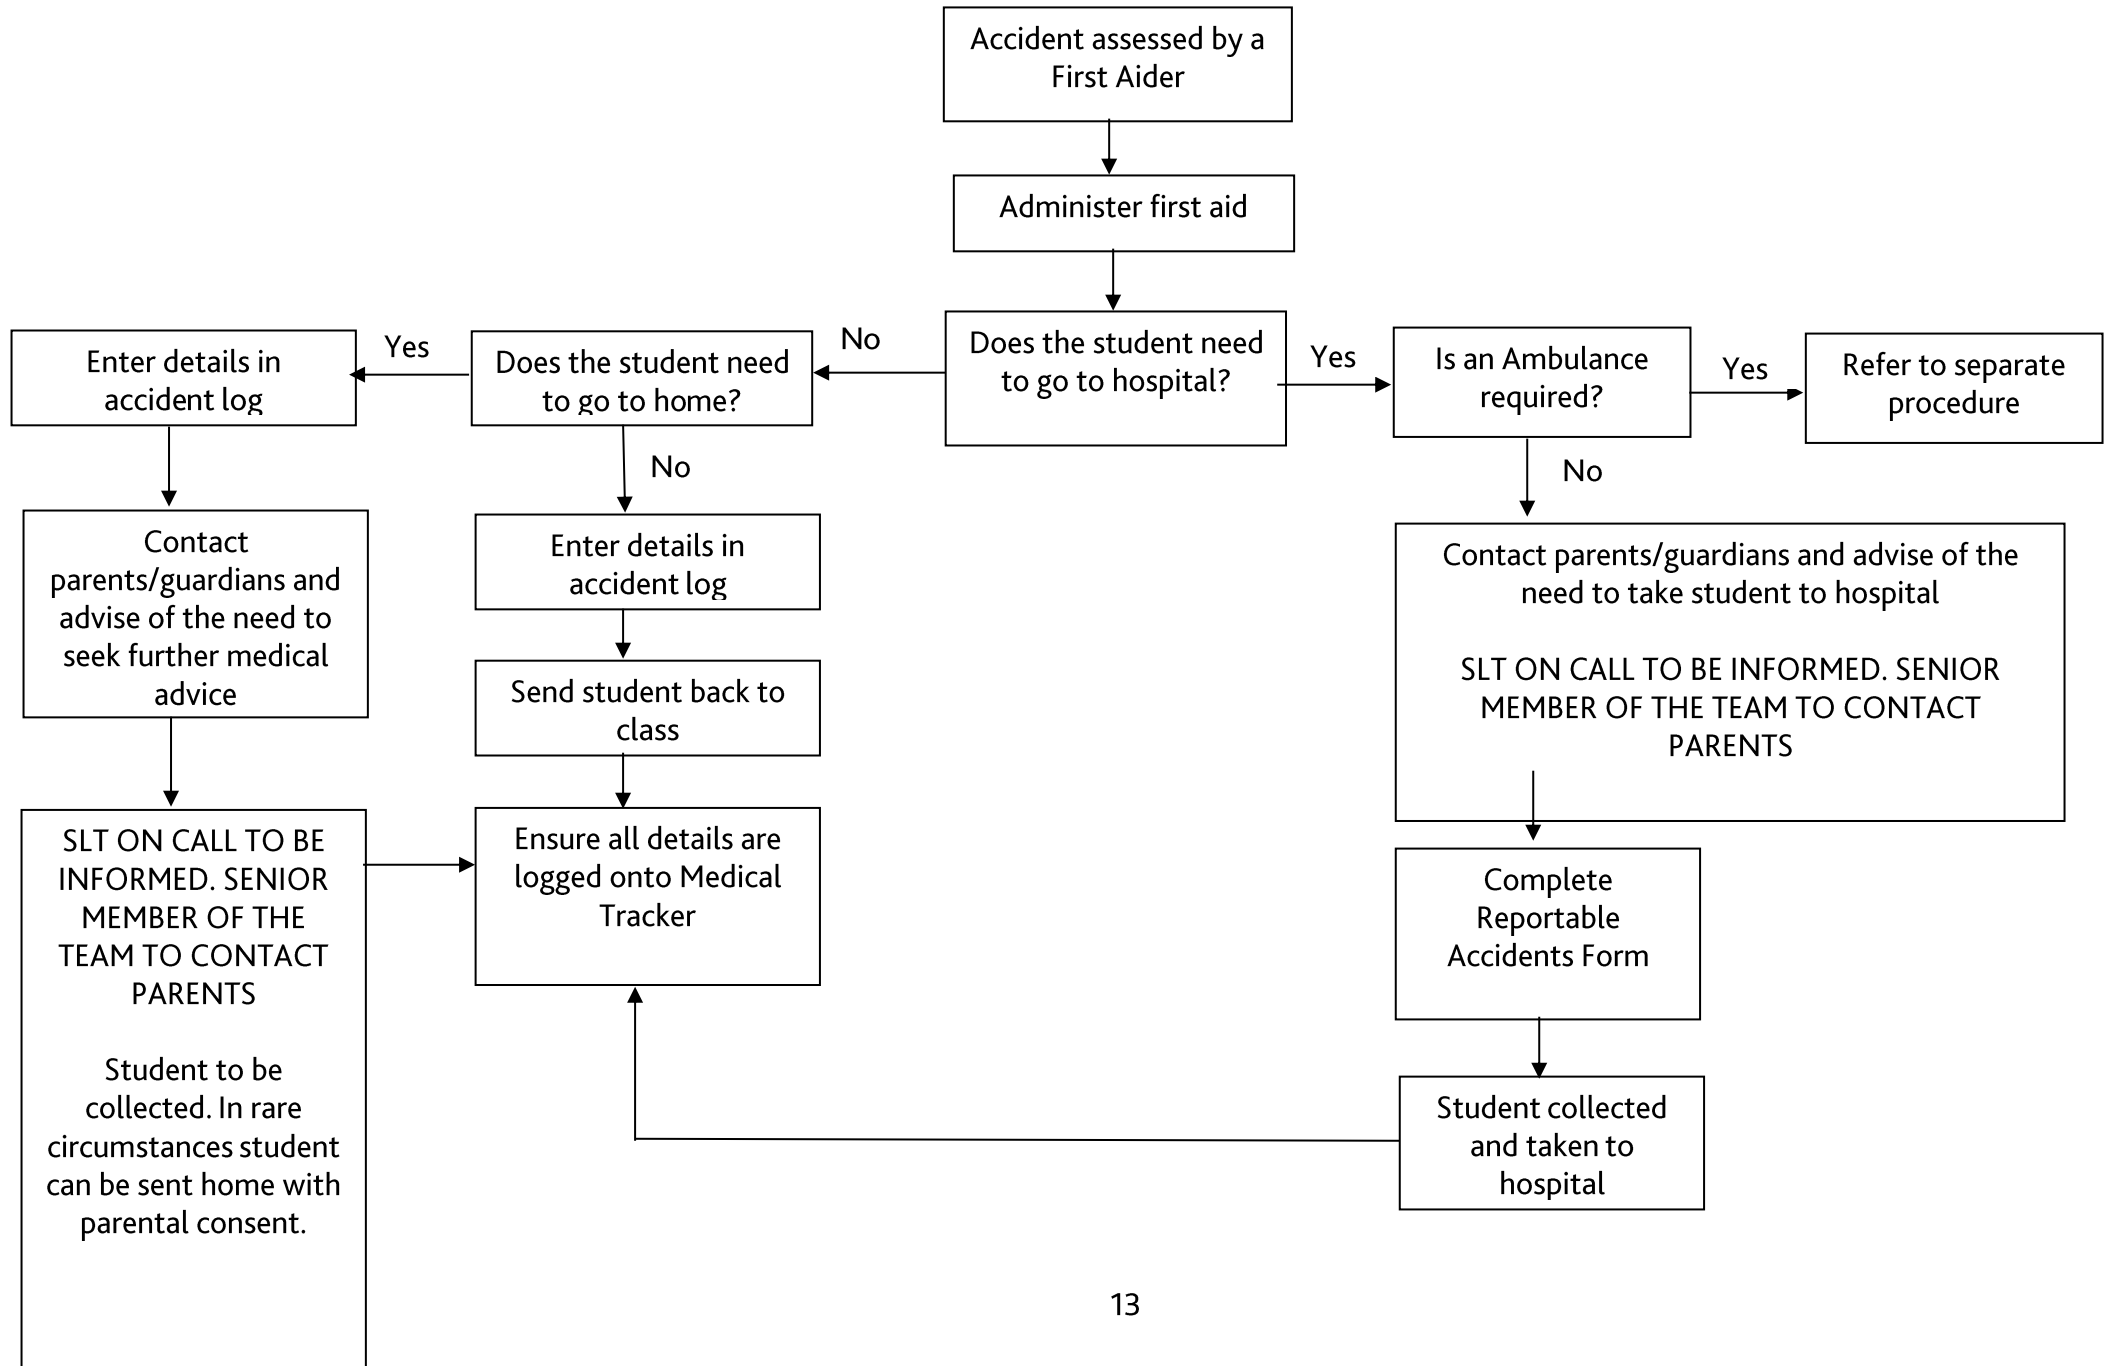 Accident assessed by a
First Aider
Administer first aid
Does the student need
to go to hospital?
No
Yes
Does the student need
to go to home?
Yes
Enter details in
accident log
Is an Ambulance
required?
Yes
Refer to separate
procedure
No
No
Contact
parents/guardians and
advise of the need to
seek further medical
advice
Enter details in
accident log
Send student back to
class
Contact parents/guardians and advise of the
need to take student to hospital
SLT ON CALL TO BE INFORMED. SENIOR
MEMBER OF THE TEAM TO CONTACT
PARENTS
SLT ON CALL TO BE
INFORMED. SENIOR
MEMBER OF THE
TEAM TO CONTACT
PARENTS
Student to be
collected. In rare
circumstances student
can be sent home with
parental consent.
Ensure all details are
logged onto Medical
Tracker
Complete
Reportable
Accidents Form
Student collected
and taken to
hospital
13